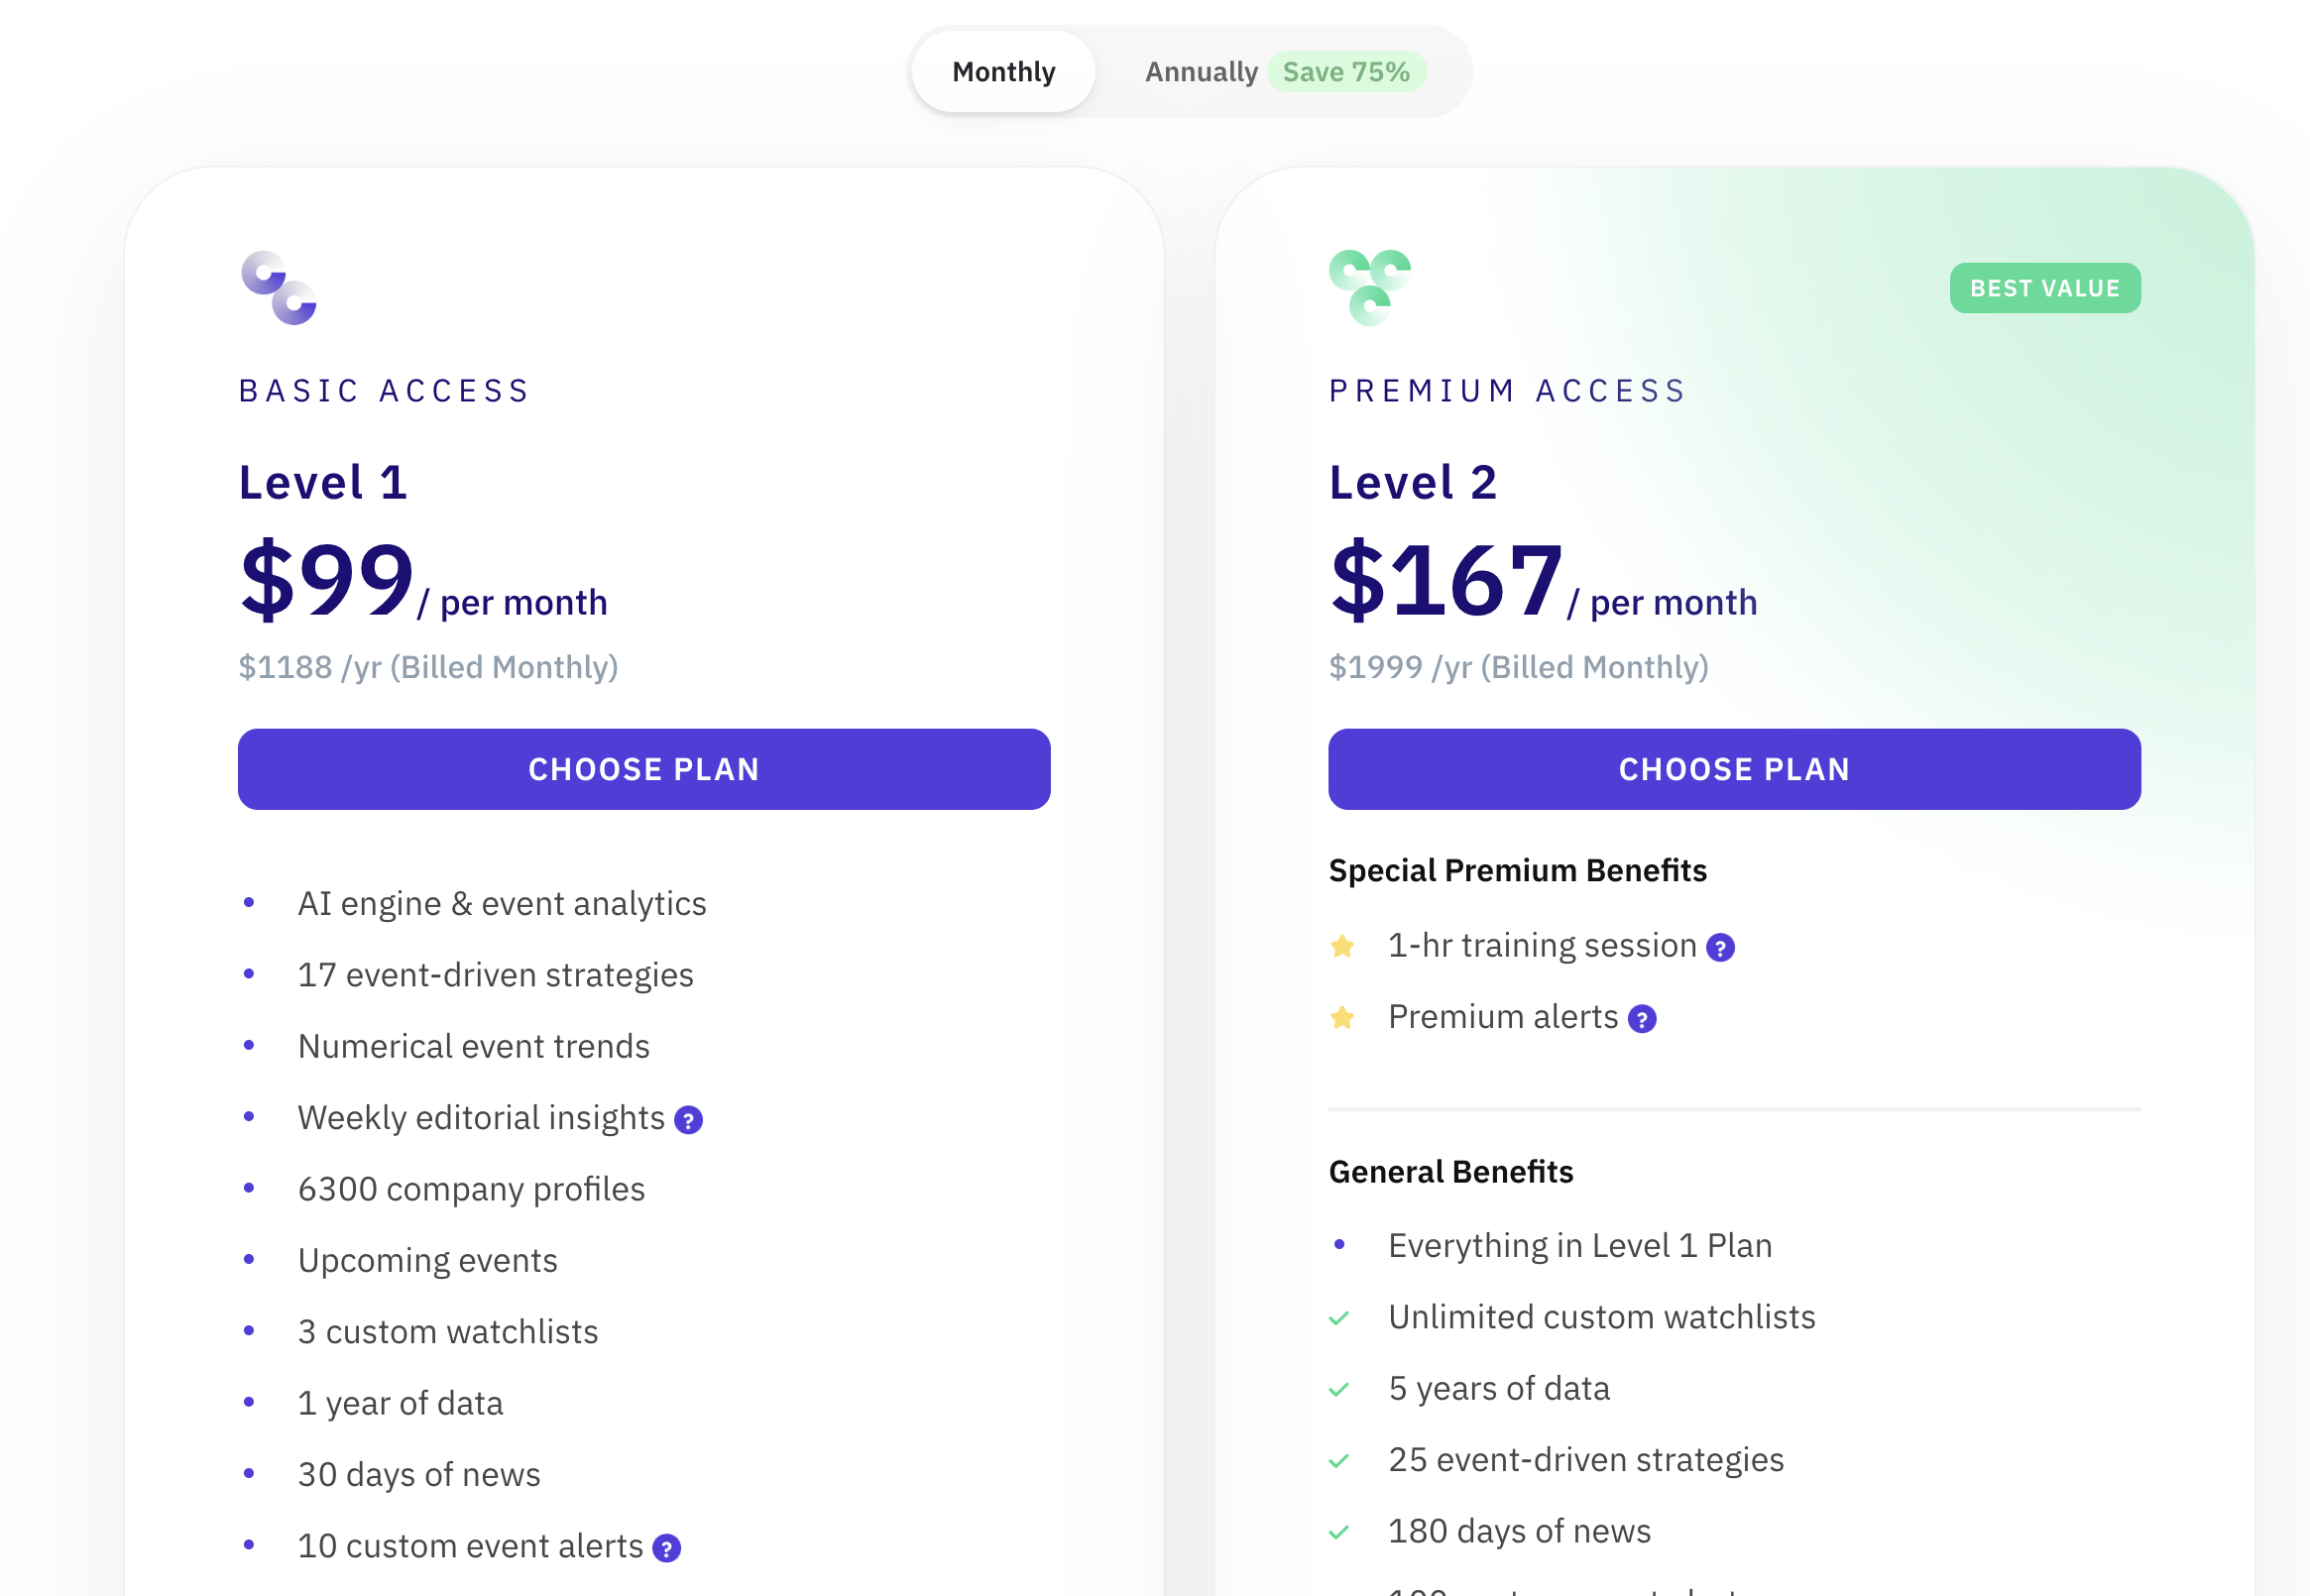 Monthly
Annually Save 75%
BASIC ACCESS
Level 1
$99/ per month
$1188 /yr (Billed Monthly)
CHOOSE PLAN
AI engine & event analytics
17 event-driven strategies
Numerical event trends
Weekly editorial insights ?
6300 company profiles
Upcoming events
3 custom watchlists
1 year of data
30 days of news
10 custom event alerts ?
BEST VALUE
PREMIUM ACCESS
Level 2
$167/ per month
$1999 /yr (Billed Monthly)
CHOOSE PLAN
Special Premium Benefits
1-hr training session ?
Premium alerts ?
General Benefits
Everything in Level 1 Plan
Unlimited custom watchlists
5 years of data
25 event-driven strategies
180 days of news